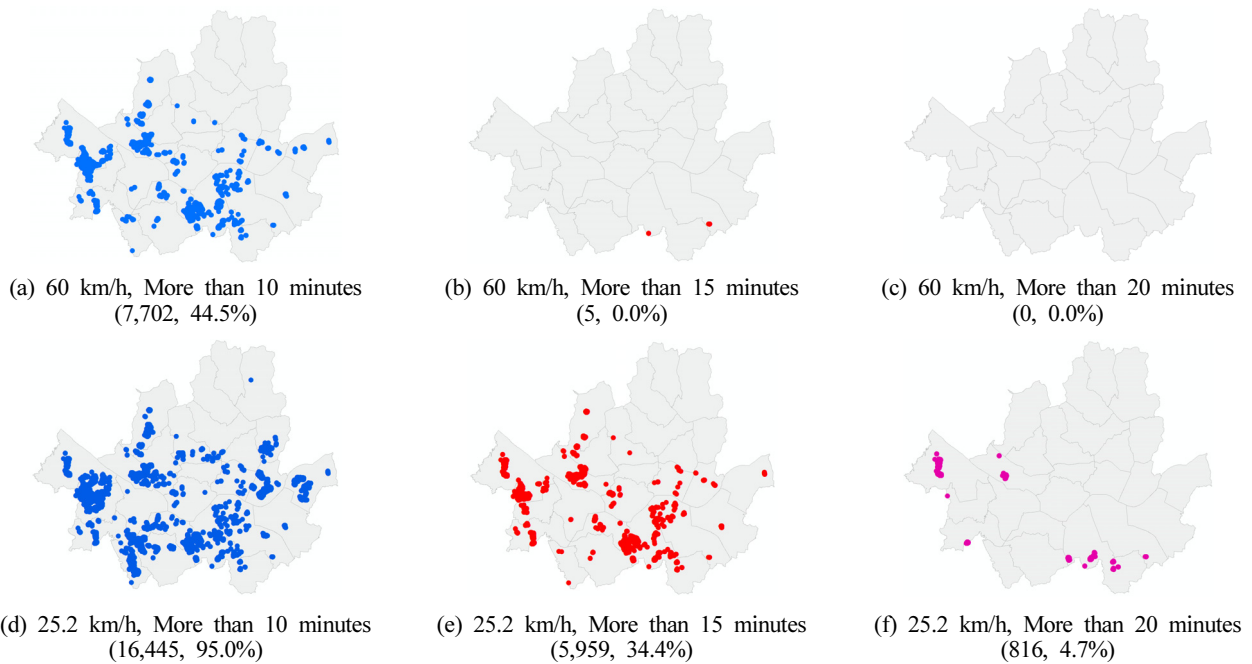 (a) 60 km/h, More than 10 minutes
(7,702, 44.5%)
(b) 60 km/h, More than 15 minutes
(5, 0.0%)
(c) 60 km/h, More than 20 minutes
(0, 0.0%)
(d) 25.2 km/h, More than 10 minutes
(16,445, 95.0%)
(e) 25.2 km/h, More than 15 minutes
(5,959, 34.4%)
(f) 25.2 km/h, More than 20 minutes
(816, 4.7%)